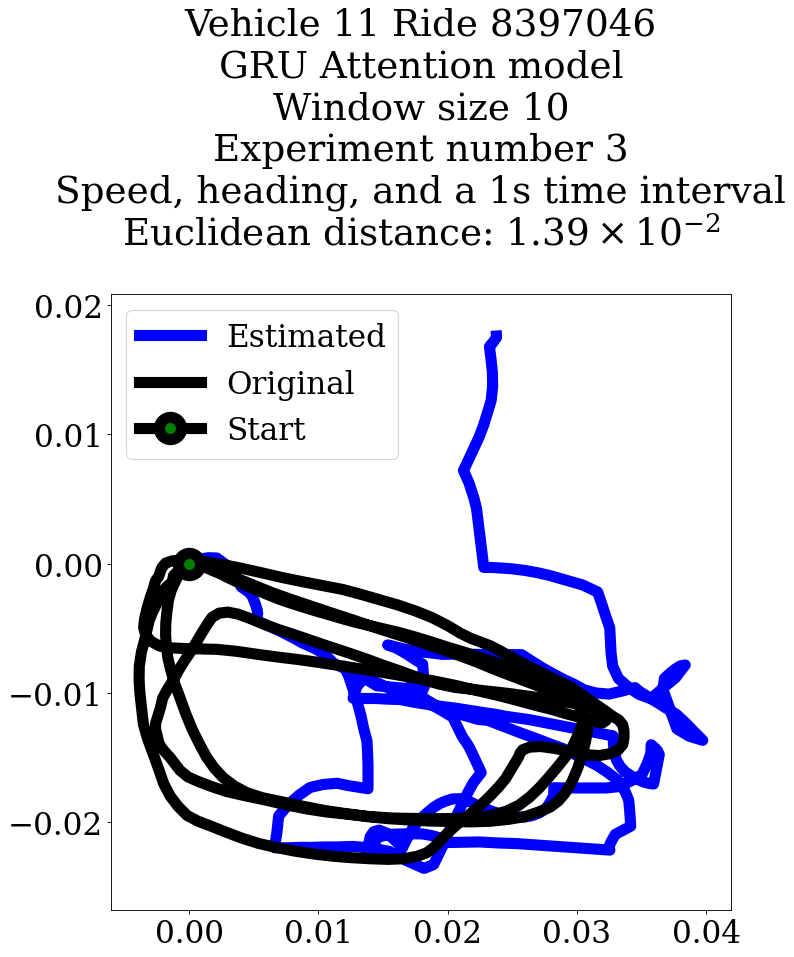 Vehicle 11 Ride 8397046
GRU Attention model
Window size 10
Experiment number 3
Speed, heading, and a 1s time interval
Euclidean distance: 1.39 × 10⁻²
0.02
0.01
0.00
−0.01
−0.02
Estimated
Original
Start
0.00 0.01 0.02 0.03 0.04